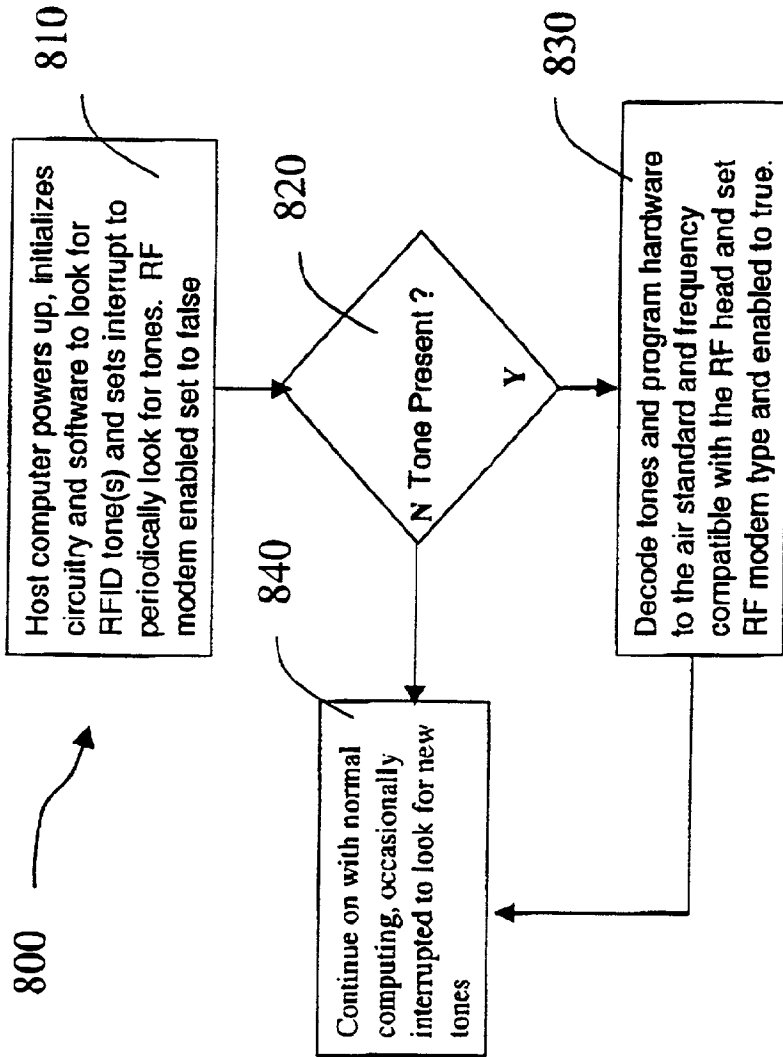 800
810
Host computer powers up, initializes
circuitry and software to look for
RFID tone(s) and sets interrupt to
periodically look for tones. RF
modem enabled set to false
820
N Tone Present ?
Y
830
Decode tones and program hardware
to the air standard and frequency
compatible with the RF head and set
RF modem type and enabled to true.
840
Continue on with normal
computing, occasionally
interrupted to look for new
tones